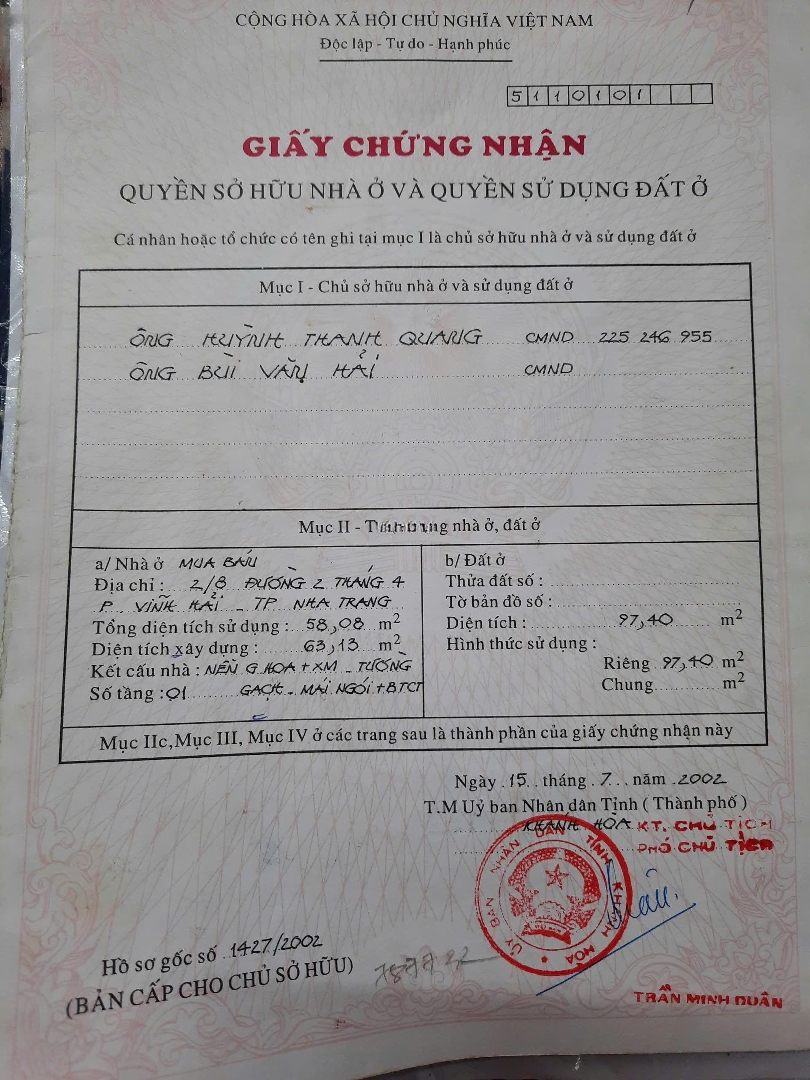 CỘNG HÒA XÃ HỘI CHỦ NGHĨA VIỆT NAM
Độc lập - Tự do - Hạnh phúc
5110101
GIẤY CHỨNG NHẬN
QUYỀN SỞ HỮU NHÀ Ở VÀ QUYỀN SỬ DỤNG ĐẤT Ở
Cá nhân hoặc tổ chức có tên ghi tại mục I là chủ sở hữu nhà ở và sử dụng đất ở
Mục I - Chủ sở hữu nhà ở và sử dụng đất ở
ÔNG HUỲNH THANH QUANG CMND 225 246 955
ÔNG BÙI VĂN HẢI CMND
Mục II - nhà ở, đất ở
a/ Nhà ở MUA BÁN
Địa chỉ : 2/8 ĐƯỜNG 2 THÁNG 4
P. VĨNH HẢI - TP NHA TRANG
Tổng diện tích sử dụng : 58,08 m²
Diện tích xây dựng : 63,13 m²
Kết cấu nhà : NỀN G.HOA + XM - TƯỜNG
Số tầng : 01 GẠCH - MÁI NGÓI + BTCT
b/ Đất ở
Thửa đất số :
Tờ bản đồ số :
Diện tích : 97,40 m²
Hình thức sử dụng :
Riêng 97,40 m²
Chung m²
Mục IIc, Mục III, Mục IV ở các trang sau là thành phần của giấy chứng nhận này
Ngày 15 tháng 7 năm 2002
T.M Uỷ ban Nhân dân Tỉnh ( Thành phố )
KHÁNH HÒA KT. CHỦ TỊCH
PHÓ CHỦ TỊCH
ỦY BAN NHÂN DÂN TỈNH KHÁNH HÒA
TRẦN MINH DUÂN
Hồ sơ gốc số 1427/2002
(BẢN CẤP CHO CHỦ SỞ HỮU)